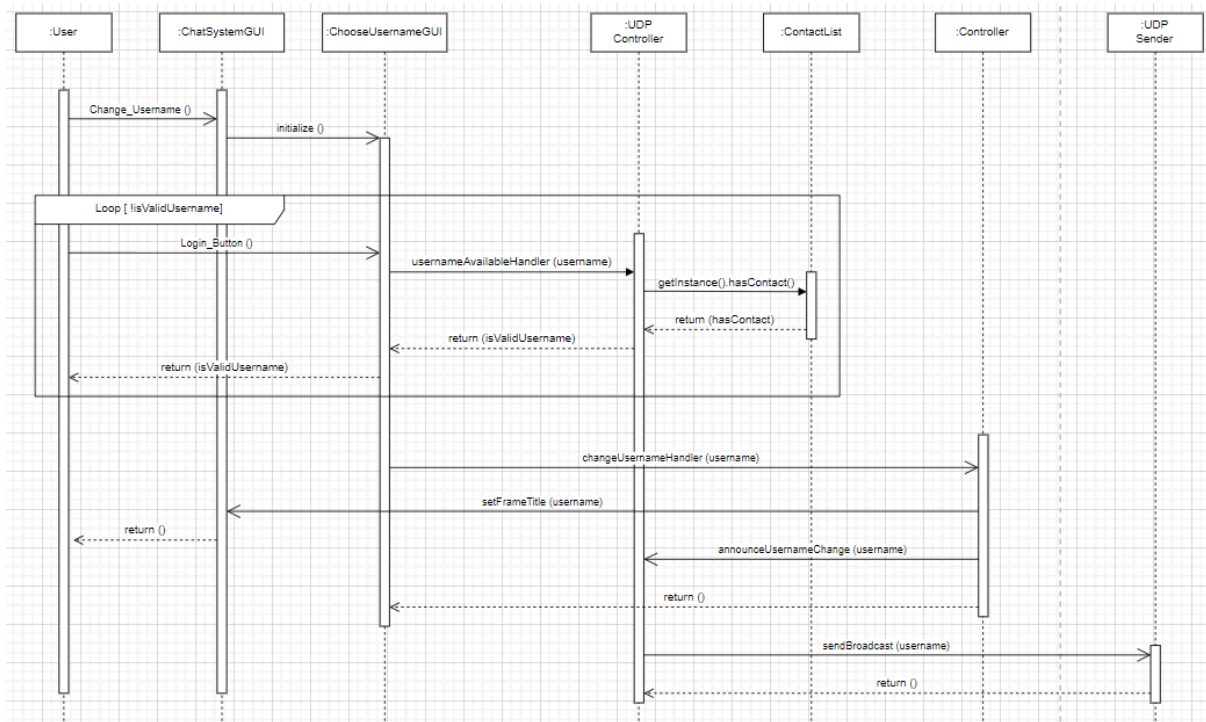 :User
:ChatSystemGUI
:ChooseUsernameGUI
:UDP
Controller
:ContactList
:Controller
:UDP
Sender
Change_Username ()
initialize ()
Loop [ !isValidUsername]
Login_Button ()
usernameAvailableHandler (username)
getInstance().hasContact()
return (hasContact)
return (isValidUsername)
return (isValidUsername)
changeUsernameHandler (username)
setFrameTitle (username)
return ()
announceUsernameChange (username)
return ()
sendBroadcast (username)
return ()